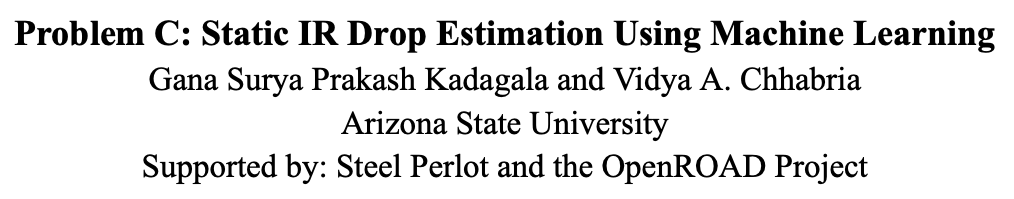 Problem C: Static IR Drop Estimation Using Machine Learning
Gana Surya Prakash Kadagala and Vidya A. Chhabria
Arizona State University
Supported by: Steel Perlot and the OpenROAD Project